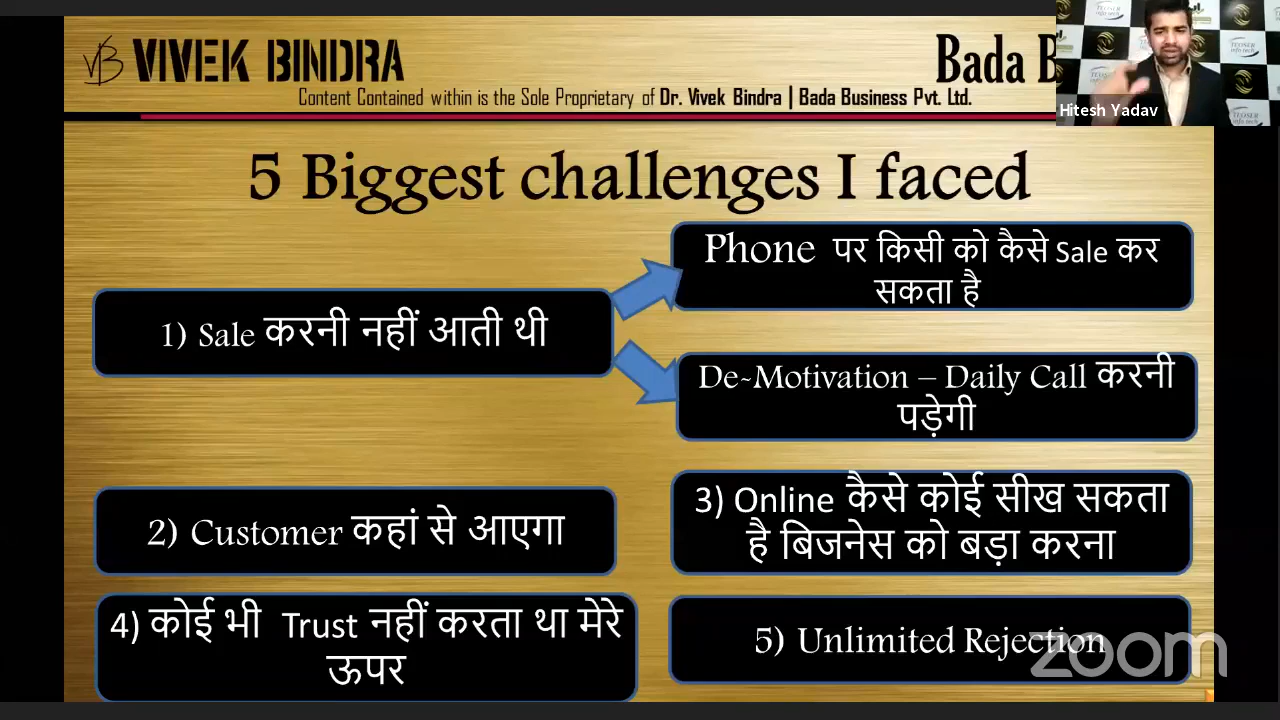 VB VIVEK BINDRA
Bada B
Content Contained within is the Sole Proprietary of Dr. Vivek Bindra | Bada Business Pvt. Ltd.
Hitesh Yadav
5 Biggest challenges I faced
1) Sale करनी नहीं आती थी
Phone पर किसी को कैसे Sale कर
सकता है
De-Motivation – Daily Call करनी
पड़ेगी
2) Customer कहां से आएगा
3) Online कैसे कोई सीख सकता
है बिजनेस को बड़ा करना
4) कोई भी Trust नहीं करता था मेरे
ऊपर
5) Unlimited Rejection
zoom